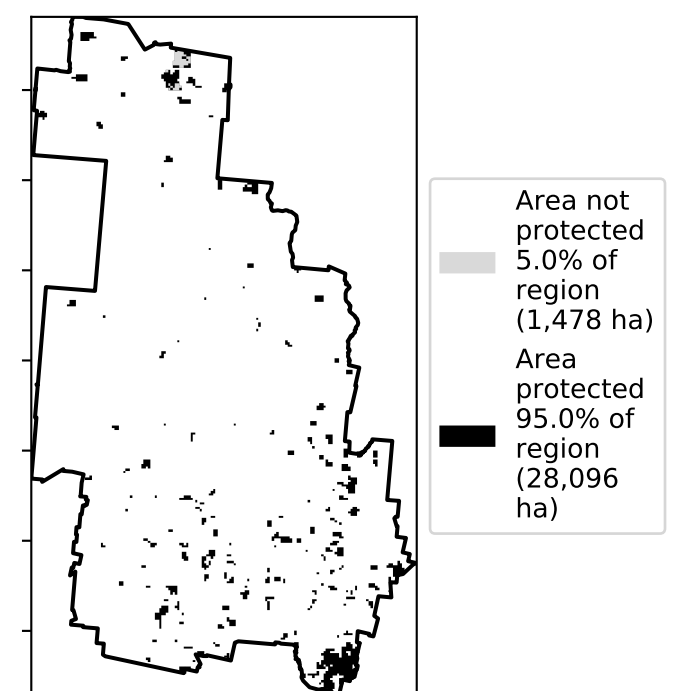 Area not
protected
5.0% of
region
(1,478 ha)
Area
protected
95.0% of
region
(28,096
ha)